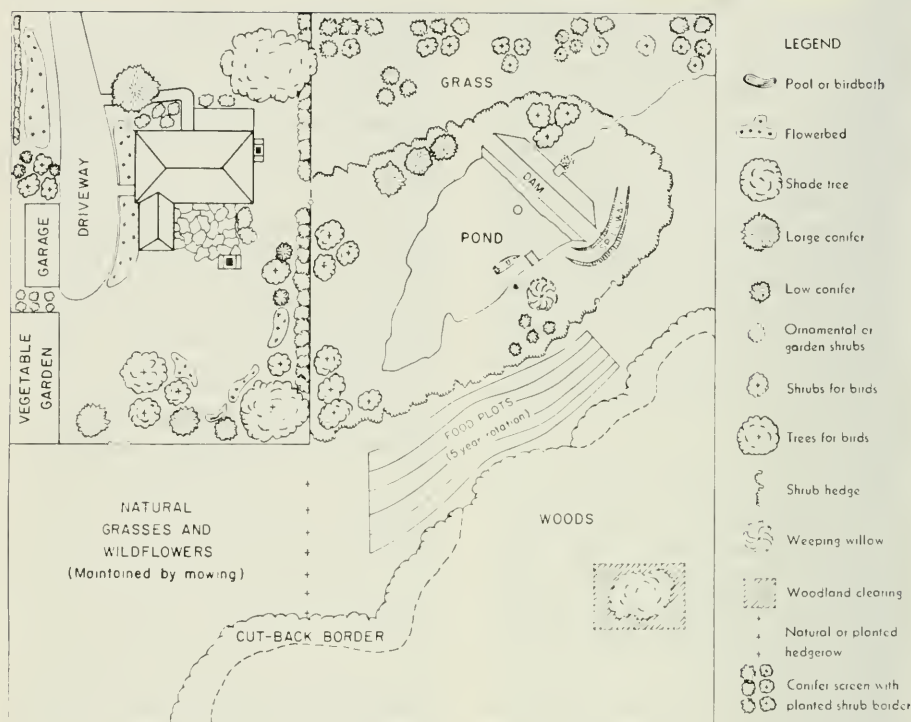 GRASS
DRIVEWAY
GARAGE
VEGETABLE
GARDEN
DAM
POND
FOOD PLOTS
(5 year rotation)
NATURAL
GRASSES AND
WILDFLOWERS
(Maintained by mowing)
WOODS
CUT-BACK BORDER
LEGEND
Pool or birdbath
Flowerbed
Shade tree
Large conifer
Low conifer
Ornamental or
garden shrubs
Shrubs for birds
Trees for birds
Shrub hedge
Weeping willow
Woodland clearing
Natural or planted
hedgerow
Conifer screen with
planted shrub border